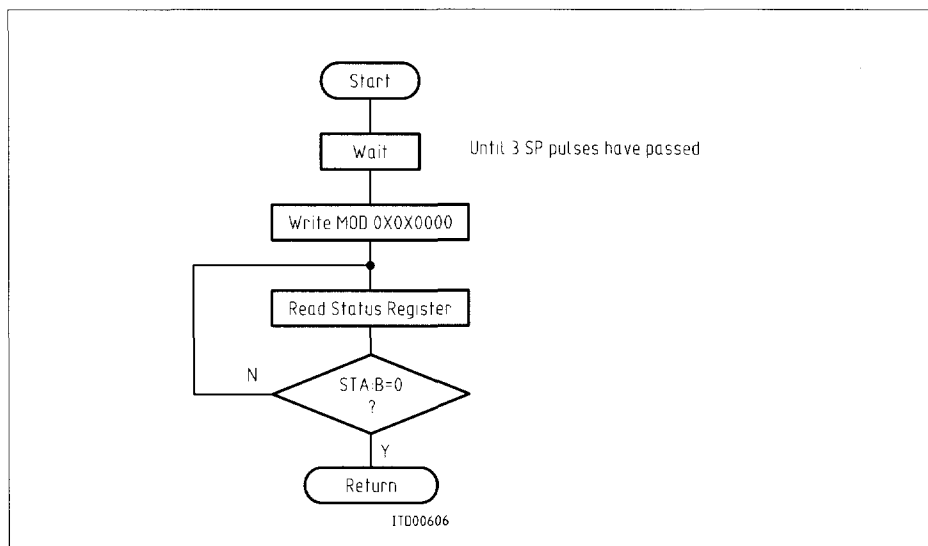 Start
Wait
Until 3 SP pulses have passed
Write MOD 0X0X0000
Read Status Register
N
STA:B=0
?
Y
Return
ITD00606